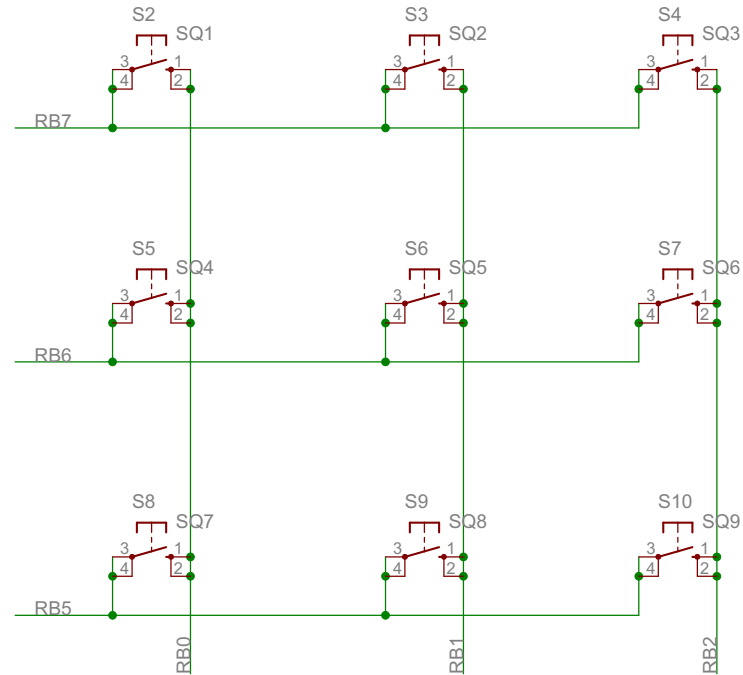 S2 S3 S4
SQ1 SQ2 SQ3
3 1 3 1 3 1
4 2 4 2 4 2
RB7
S5 S6 S7
SQ4 SQ5 SQ6
3 1 3 1 3 1
4 2 4 2 4 2
RB6
S8 S9 S10
SQ7 SQ8 SQ9
3 1 3 1 3 1
4 2 4 2 4 2
RB5
RB0 RB1 RB2